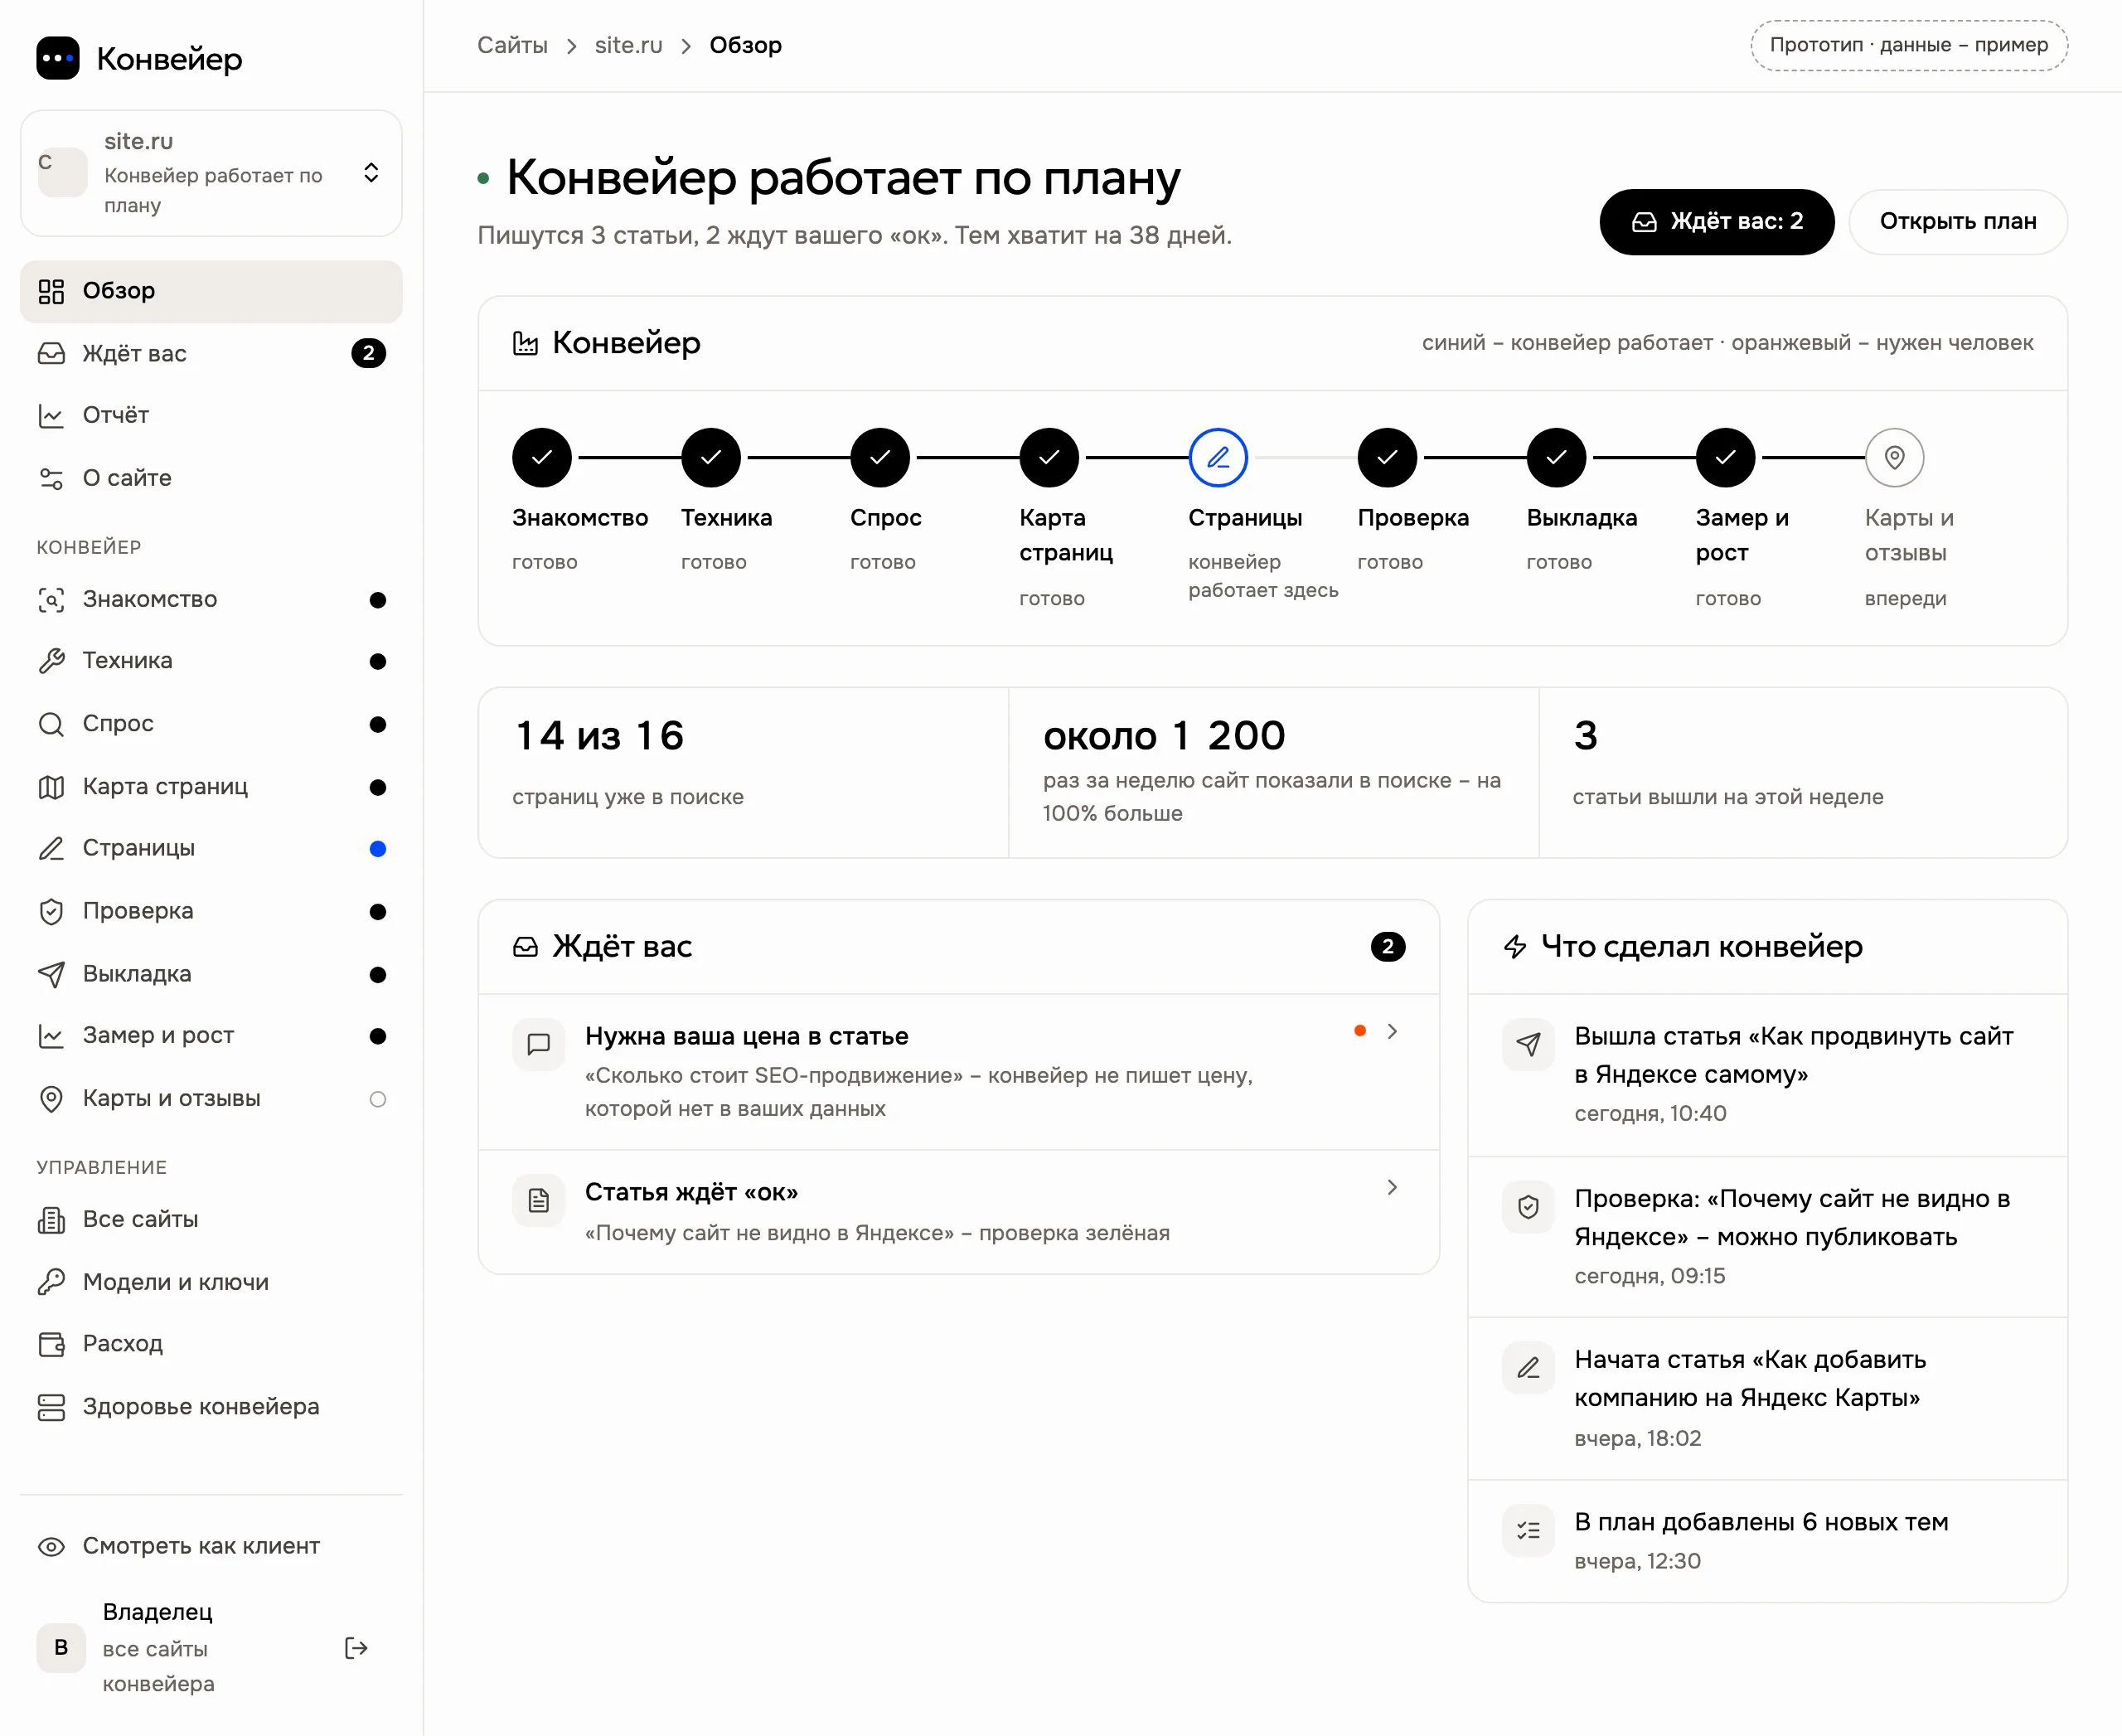 Конвейер
С
site.ru
Конвейер работает по
плану
Обзор
Ждёт вас
2
Отчёт
О сайте
КОНВЕЙЕР
Знакомство
Техника
Спрос
Карта страниц
Страницы
Проверка
Выкладка
Замер и рост
Карты и отзывы
УПРАВЛЕНИЕ
Все сайты
Модели и ключи
Расход
Здоровье конвейера
Смотреть как клиент
В
Владелец
все сайты
конвейера
Сайты > site.ru > Обзор
Прототип · данные – пример
Конвейер работает по плану
Пишутся 3 статьи, 2 ждут вашего «ок». Тем хватит на 38 дней.
Ждёт вас: 2
Открыть план
Конвейер
синий – конвейер работает · оранжевый – нужен человек
Знакомство
готово
Техника
готово
Спрос
готово
Карта
страниц
готово
Страницы
конвейер
работает здесь
Проверка
готово
Выкладка
готово
Замер и
рост
готово
Карты и
отзывы
впереди
14 из 16
страниц уже в поиске
около 1 200
раз за неделю сайт показали в поиске – на
100% больше
3
статьи вышли на этой неделе
Ждёт вас
2
Нужна ваша цена в статье
«Сколько стоит SEO-продвижение» – конвейер не пишет цену,
которой нет в ваших данных
Статья ждёт «ок»
«Почему сайт не видно в Яндексе» – проверка зелёная
Что сделал конвейер
Вышла статья «Как продвинуть сайт
в Яндексе самому»
сегодня, 10:40
Проверка: «Почему сайт не видно в
Яндексе» – можно публиковать
сегодня, 09:15
Начата статья «Как добавить
компанию на Яндекс Карты»
вчера, 18:02
В план добавлены 6 новых тем
вчера, 12:30